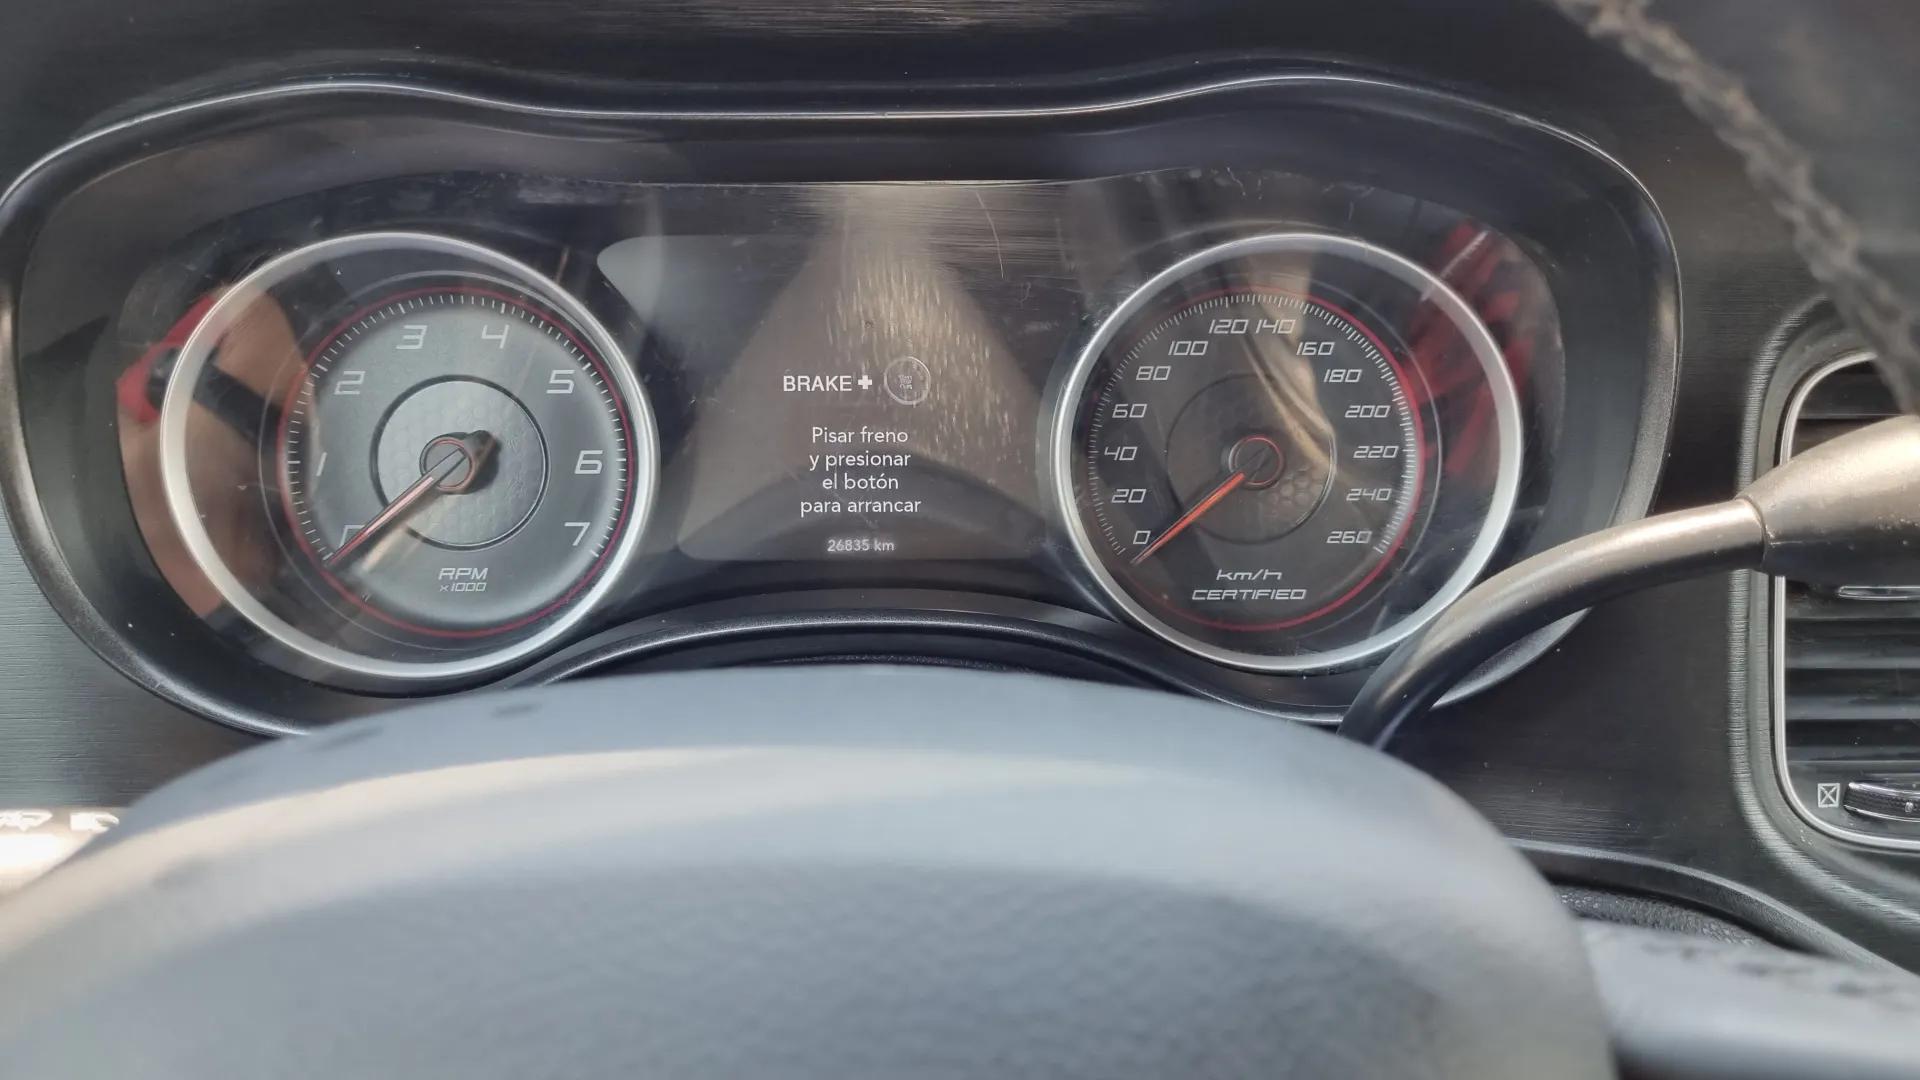 3 4
2 5
1 6
7
RPM
x1000
BRAKE +
Pisar freno
y presionar
el botón
para arrancar
26835 km
120 140
100 160
80 180
60 200
40 220
20 240
0 260
km/h
CERTIFIED